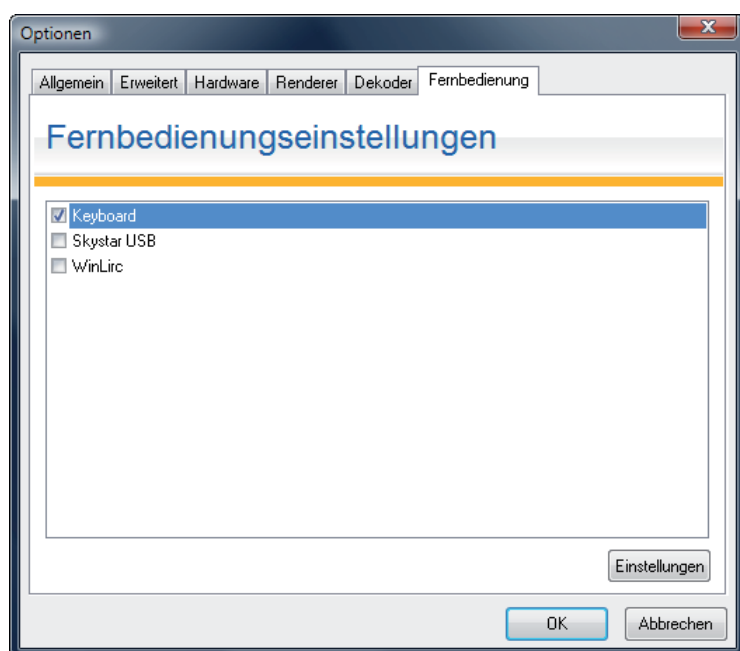 Optionen
Allgemein Erweitert Hardware Renderer Dekoder Fernbedienung
Fernbedienungseinstellungen
Keyboard
Skystar USB
WinLirc
Einstellungen
OK Abbrechen